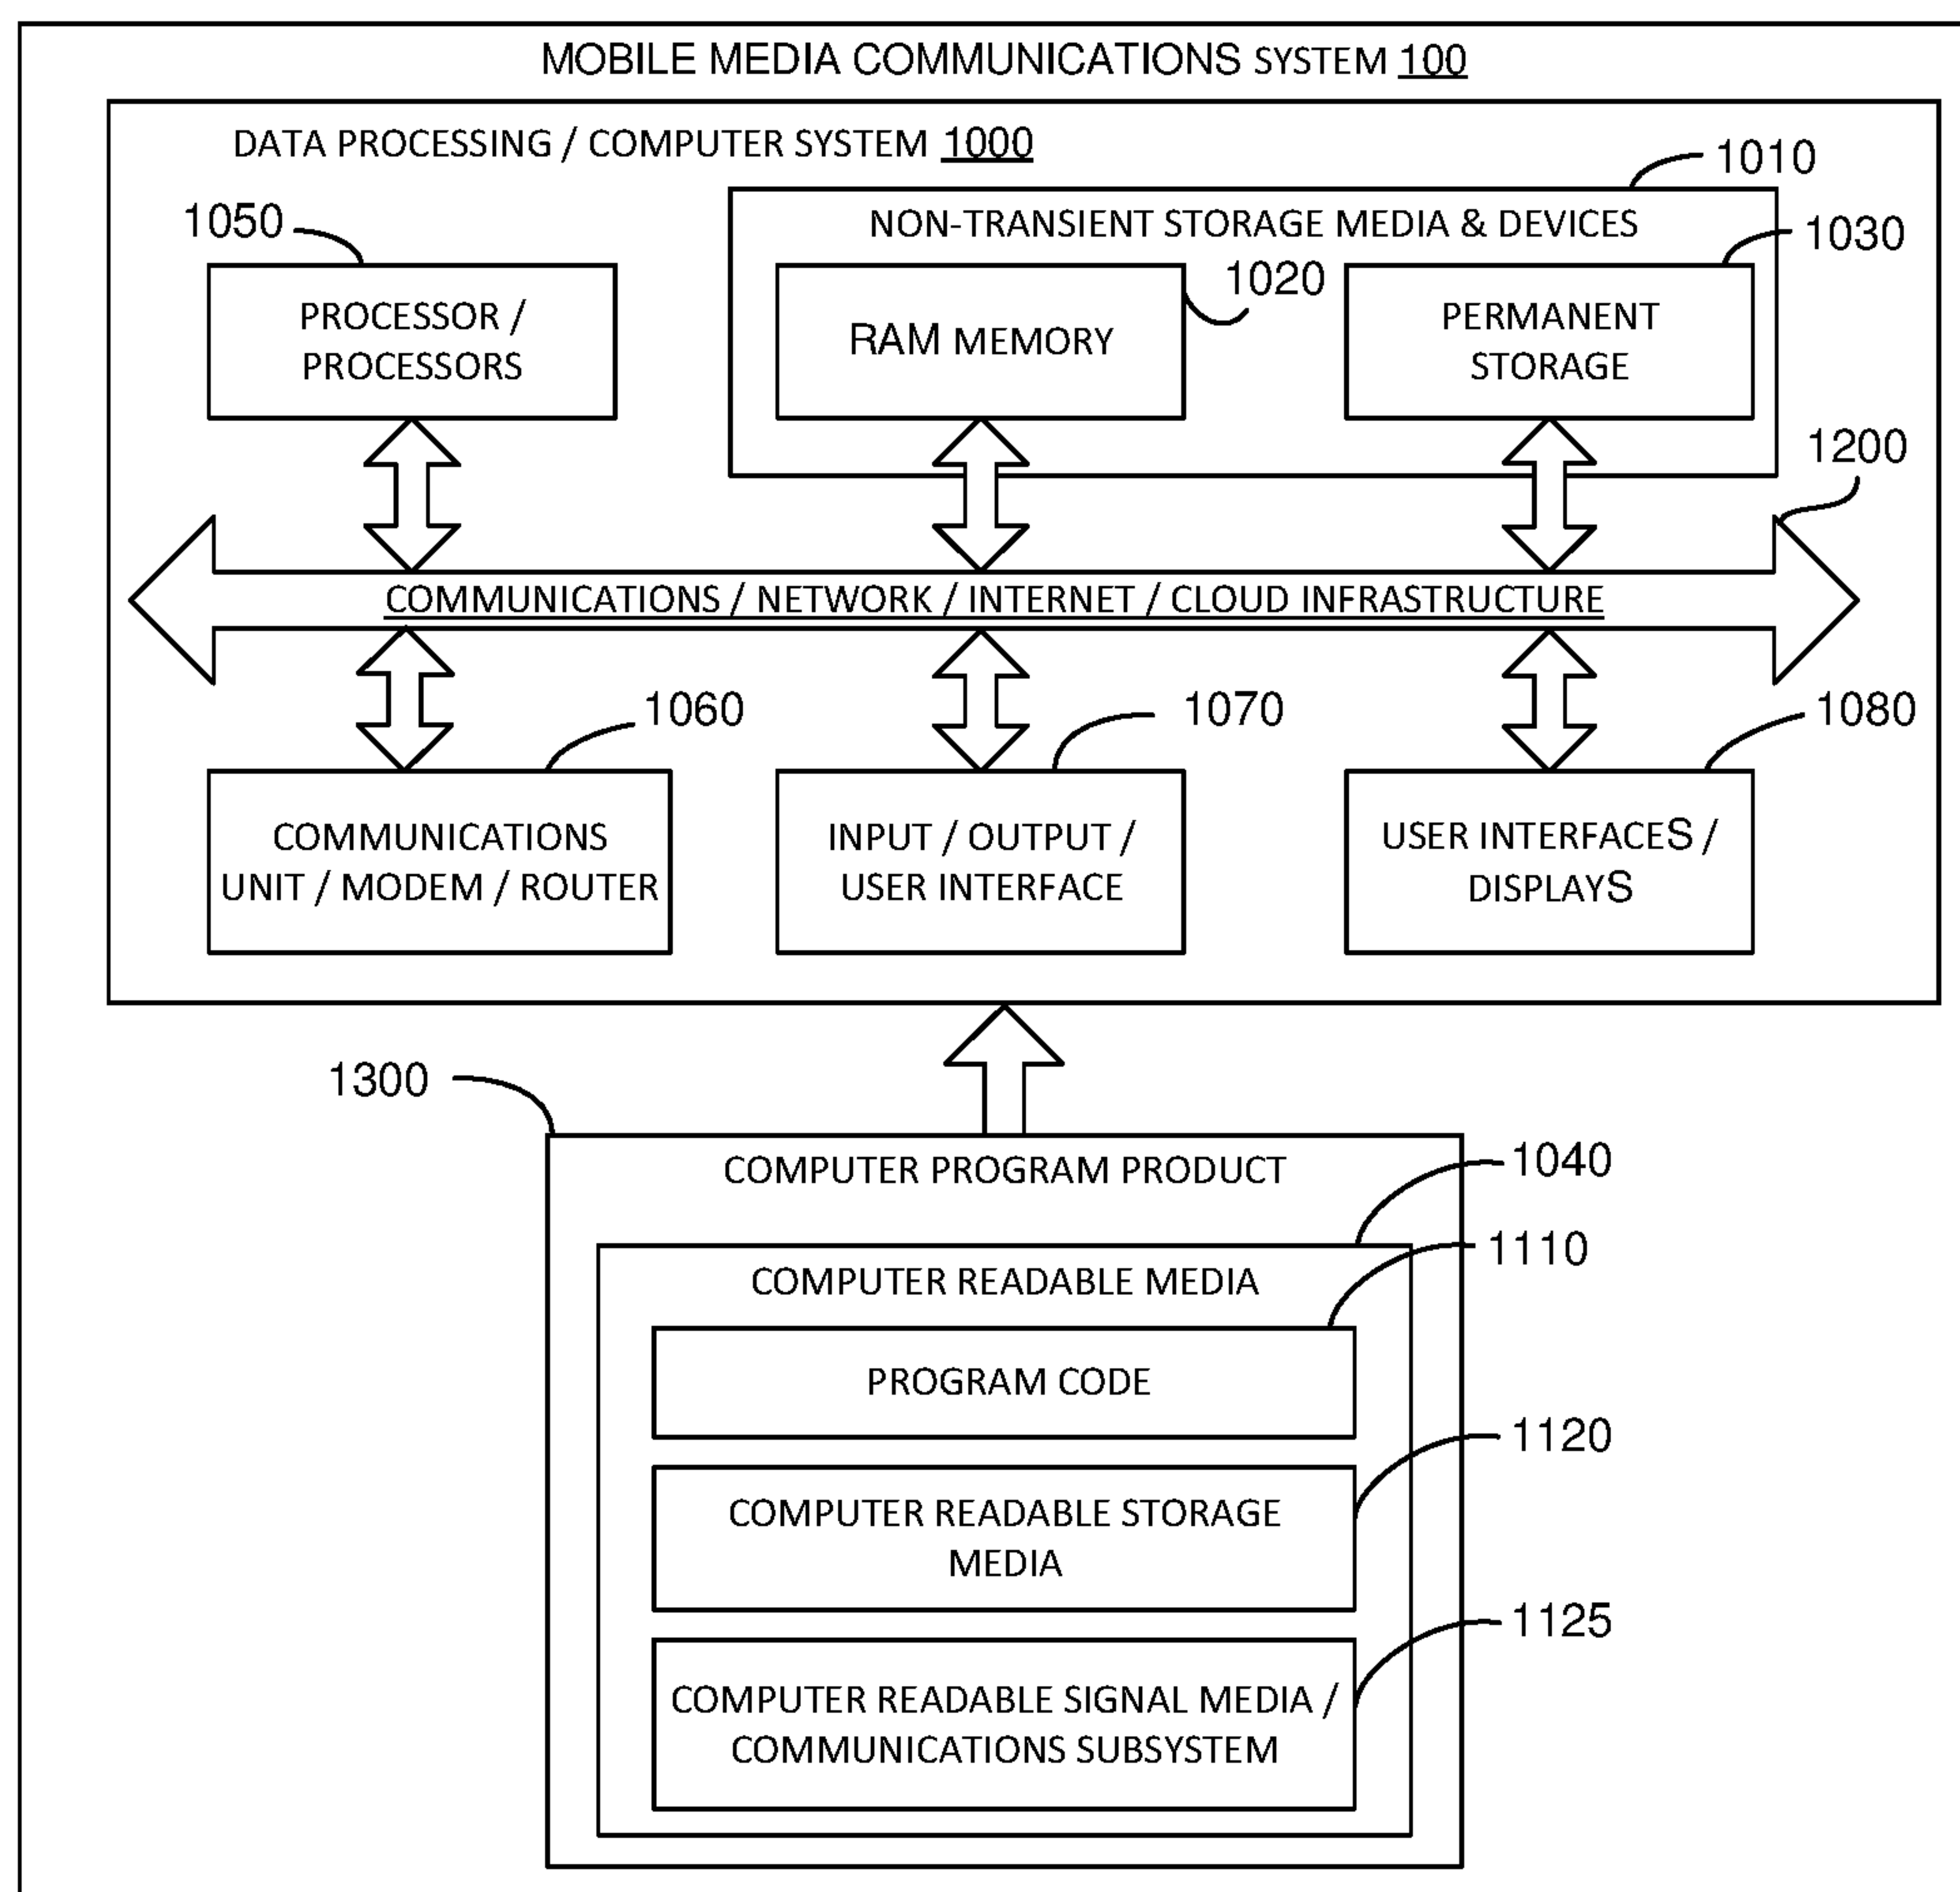 MOBILE MEDIA COMMUNICATIONS SYSTEM 100
DATA PROCESSING / COMPUTER SYSTEM 1000
1010
1050
NON-TRANSIENT STORAGE MEDIA & DEVICES
1030
1020
PROCESSOR /
PROCESSORS
RAM MEMORY
PERMANENT
STORAGE
1200
COMMUNICATIONS / NETWORK / INTERNET / CLOUD INFRASTRUCTURE
1060
1070
1080
COMMUNICATIONS
UNIT / MODEM / ROUTER
INPUT / OUTPUT /
USER INTERFACE
USER INTERFACES /
DISPLAYS
1300
COMPUTER PROGRAM PRODUCT
1040
1110
COMPUTER READABLE MEDIA
PROGRAM CODE
1120
COMPUTER READABLE STORAGE
MEDIA
1125
COMPUTER READABLE SIGNAL MEDIA /
COMMUNICATIONS SUBSYSTEM